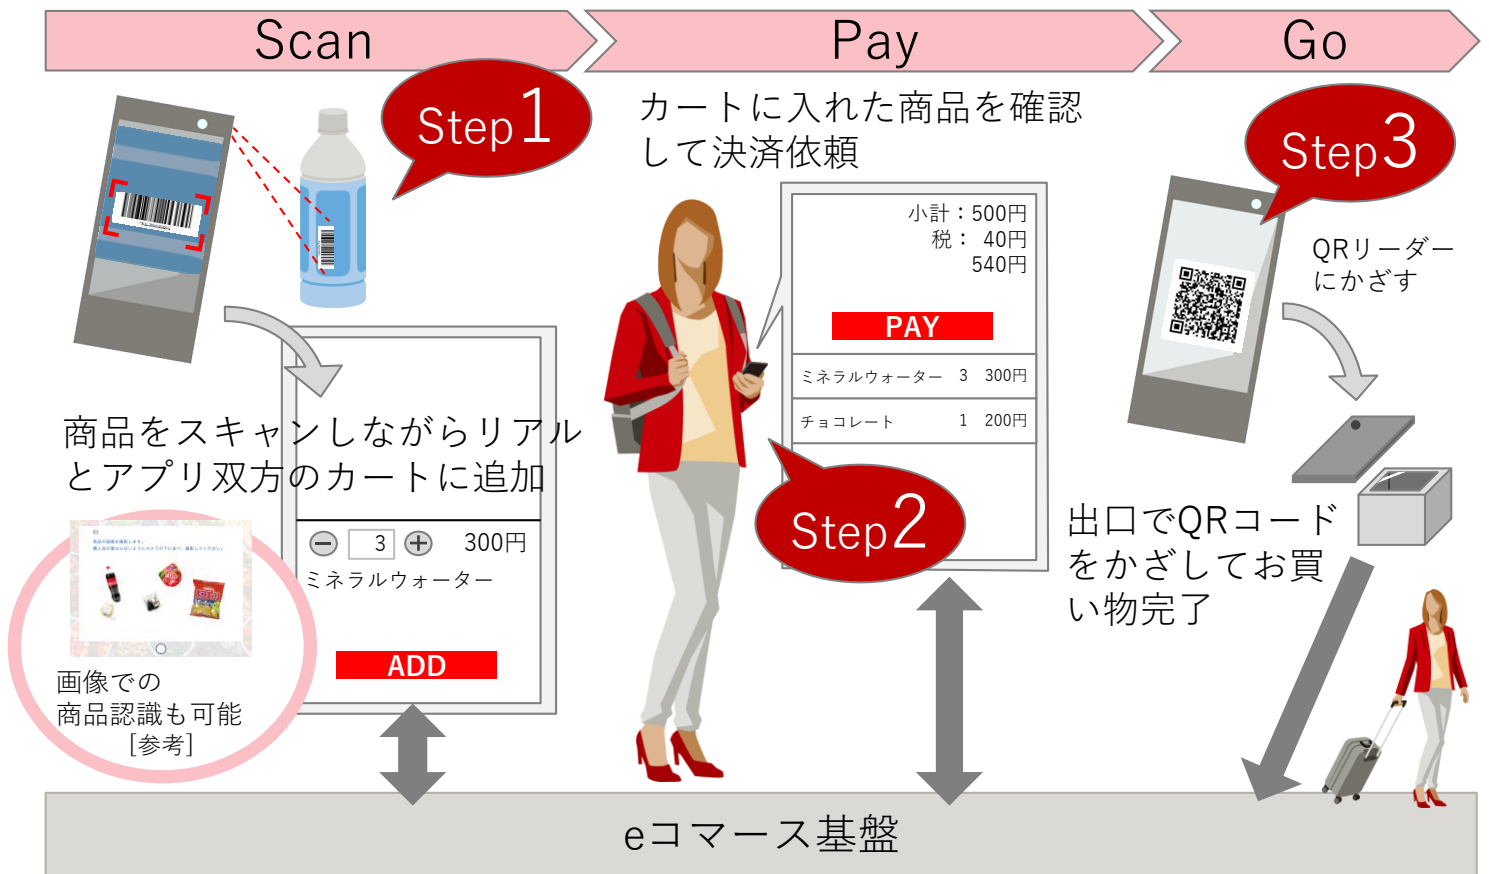 Scan
Pay
Go
Step1
商品をスキャンしながらリアル
とアプリ双方のカートに追加
3
300円
ミネラルウォーター
ADD
画像での
商品認識も可能
[参考]
カートに入れた商品を確認
して決済依頼
小計：500円
税： 40円
540円
PAY
ミネラルウォーター 3 300円
チョコレート 1 200円
Step2
Step3
QRリーダー
にかざす
出口でQRコード
をかざしてお買
い物完了
eコマース基盤